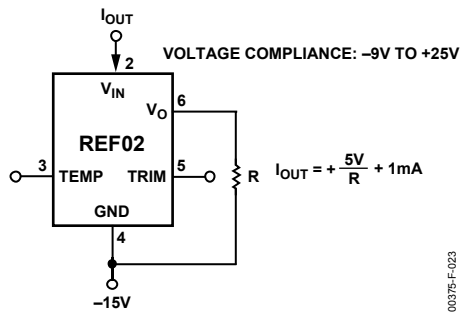 IOUT
VOLTAGE COMPLIANCE: –9V TO +25V
2
VIN
6
VO
REF02
3
TEMP
TRIM
5
R
IOUT = + 5V/R + 1mA
GND
4
–15V
00375-F-023